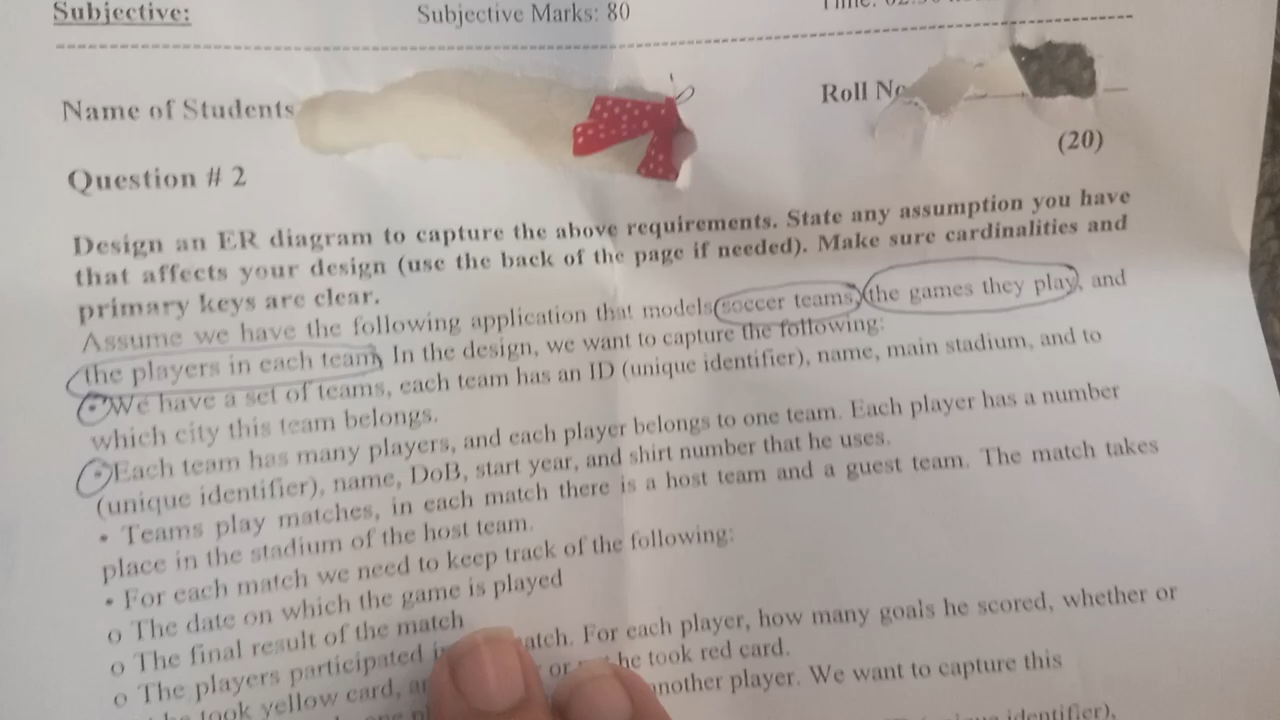 Subjective:
Subjective Marks: 80
Name of Students
Roll No
(20)
Question # 2
Design an ER diagram to capture the above requirements. State any assumption you have
that affects your design (use the back of the page if needed). Make sure cardinalities and
primary keys are clear.
Assume we have the following application that models soccer teams, the games they play, and
the players in each team. In the design, we want to capture the following:
• We have a set of teams, each team has an ID (unique identifier), name, main stadium, and to
which city this team belongs.
• Each team has many players, and each player belongs to one team. Each player has a number
(unique identifier), name, DoB, start year, and shirt number that he uses.
• Teams play matches, in each match there is a host team and a guest team. The match takes
place in the stadium of the host team.
• For each match we need to keep track of the following:
o The date on which the game is played
o The final result of the match
o The players participated in match. For each player, how many goals he scored, whether or
he took yellow card, or he took red card.
another player. We want to capture this
identifier),